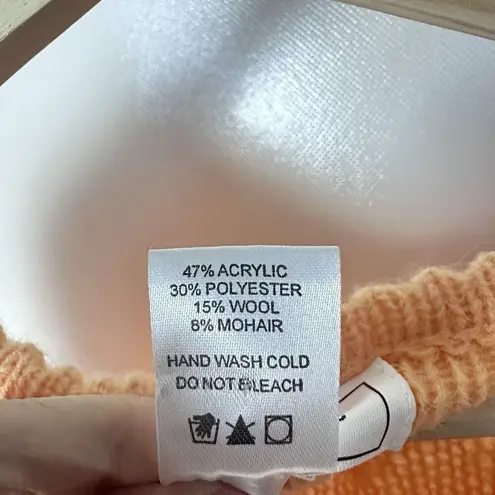 47% ACRYLIC
30% POLYESTER
15% WOOL
8% MOHAIR
HAND WASH COLD
DO NOT BLEACH